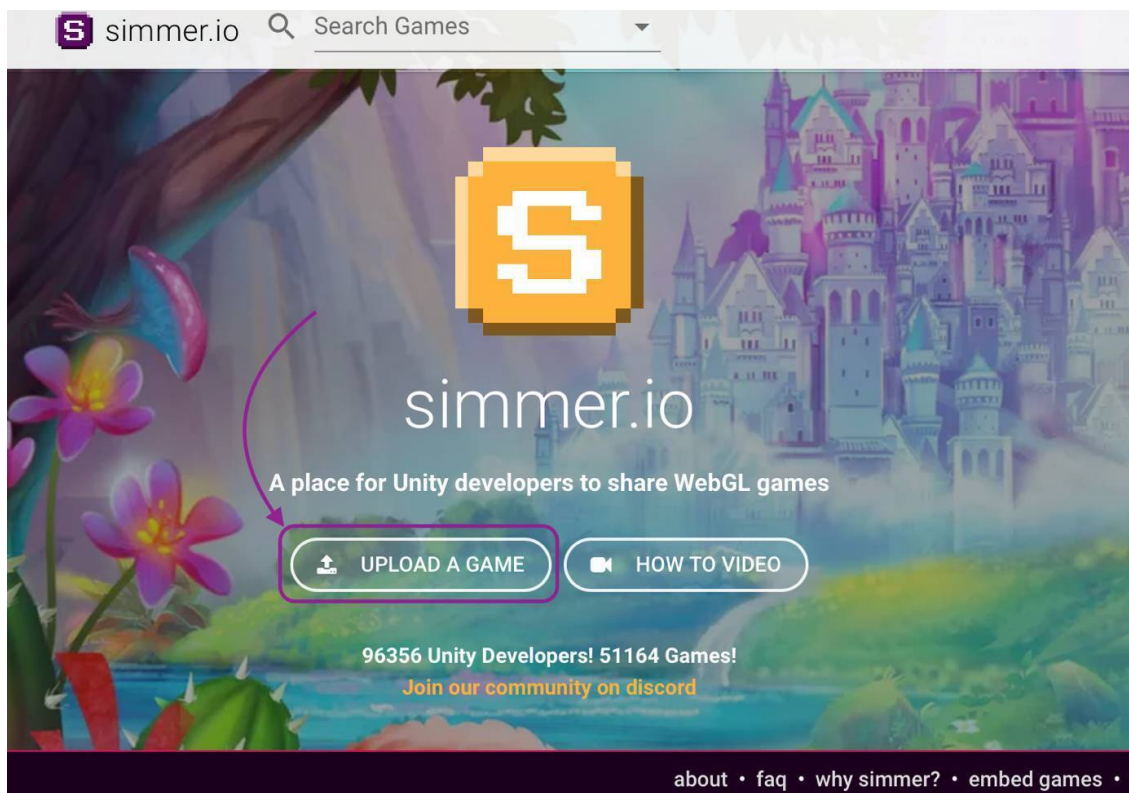 S simmer.io Search Games
S
simmer.io
A place for Unity developers to share WebGL games
UPLOAD A GAME HOW TO VIDEO
96356 Unity Developers! 51164 Games!
Join our community on discord
about • faq • why simmer? • embed games •